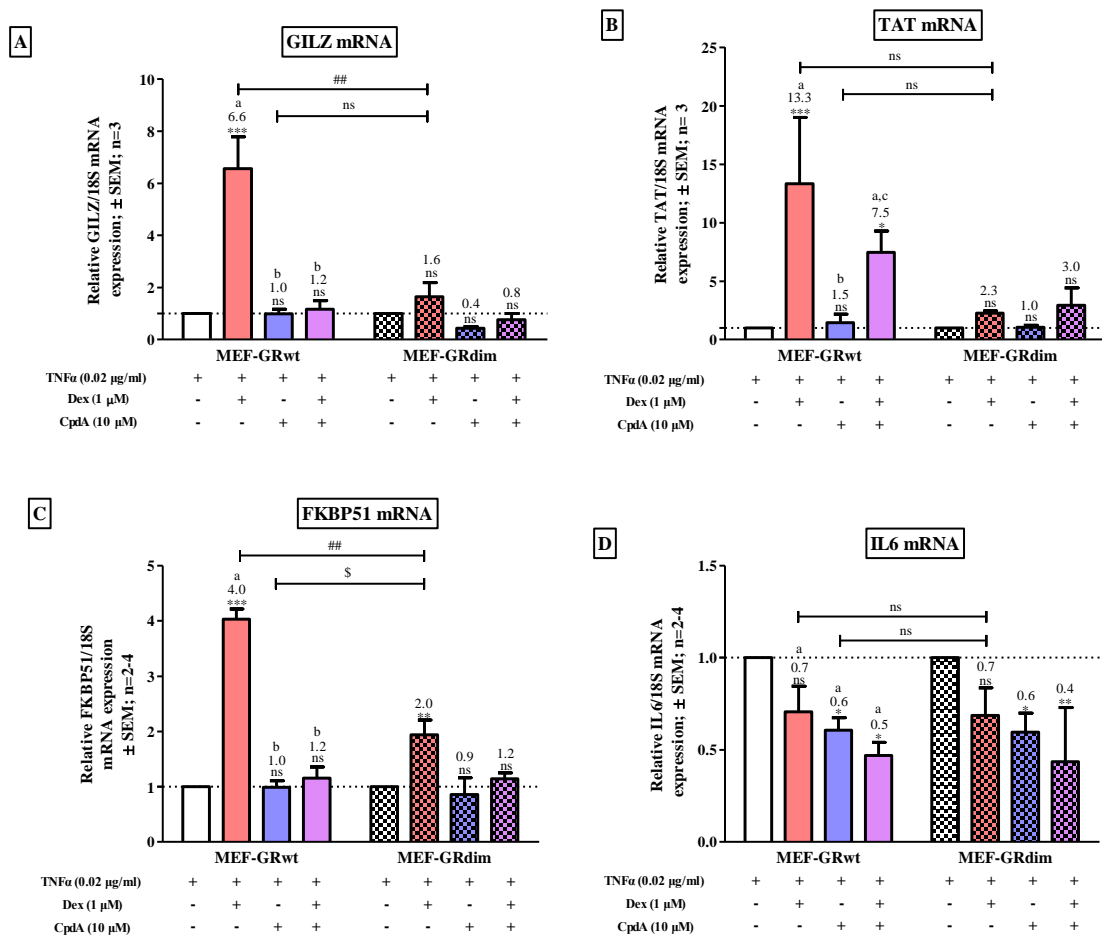 A
GILZ mRNA
Relative GILZ/18S mRNA
expression; ± SEM; n=3
10
8
6
4
2
0
##
ns
a
6.6
***
b
1.0
ns
b
1.2
ns
1.6
ns
0.4
ns
0.8
ns
MEF-GRwt MEF-GRdim
TNFα (0.02 µg/ml) + + + + + + + +
Dex (1 µM) - + - + - + - +
CpdA (10 µM) - - + + - - + +
B
TAT mRNA
Relative TAT/18S mRNA
expression; ± SEM; n= 3
25
20
15
10
5
0
ns
ns
a
13.3
***
b
1.5
ns
a,c
7.5
*
2.3
ns
1.0
ns
3.0
ns
MEF-GRwt MEF-GRdim
TNFα (0.02 µg/ml) + + + + + + + +
Dex (1 µM) - + - + - + - +
CpdA (10 µM) - - + + - - + +
C
FKBP51 mRNA
Relative FKBP51/18S
mRNA expression
± SEM; n=2-4
5
4
3
2
1
0
##
$
a
4.0
***
b
1.0
ns
b
1.2
ns
2.0
**
0.9
ns
1.2
ns
MEF-GRwt MEF-GRdim
TNFα (0.02 µg/ml) + + + + + + + +
Dex (1 µM) - + - + - + - +
CpdA (10 µM) - - + + - - + +
D
IL6 mRNA
Relative IL6/18S mRNA
expression; ± SEM; n=2-4
1.5
1.0
0.5
0.0
ns
ns
a
0.7
ns
a
0.6
*
a
0.5
*
0.7
ns
0.6
*
0.4
**
MEF-GRwt MEF-GRdim
TNFα (0.02 µg/ml) + + + + + + + +
Dex (1 µM) - + - + - + - +
CpdA (10 µM) - - + + - - + +